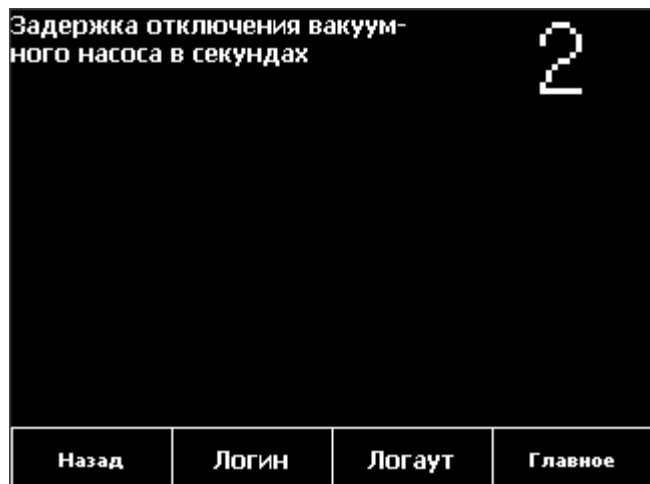 Задержка отключения вакуум-
ного насоса в секундах
2
Назад
Логин
Логаут
Главное